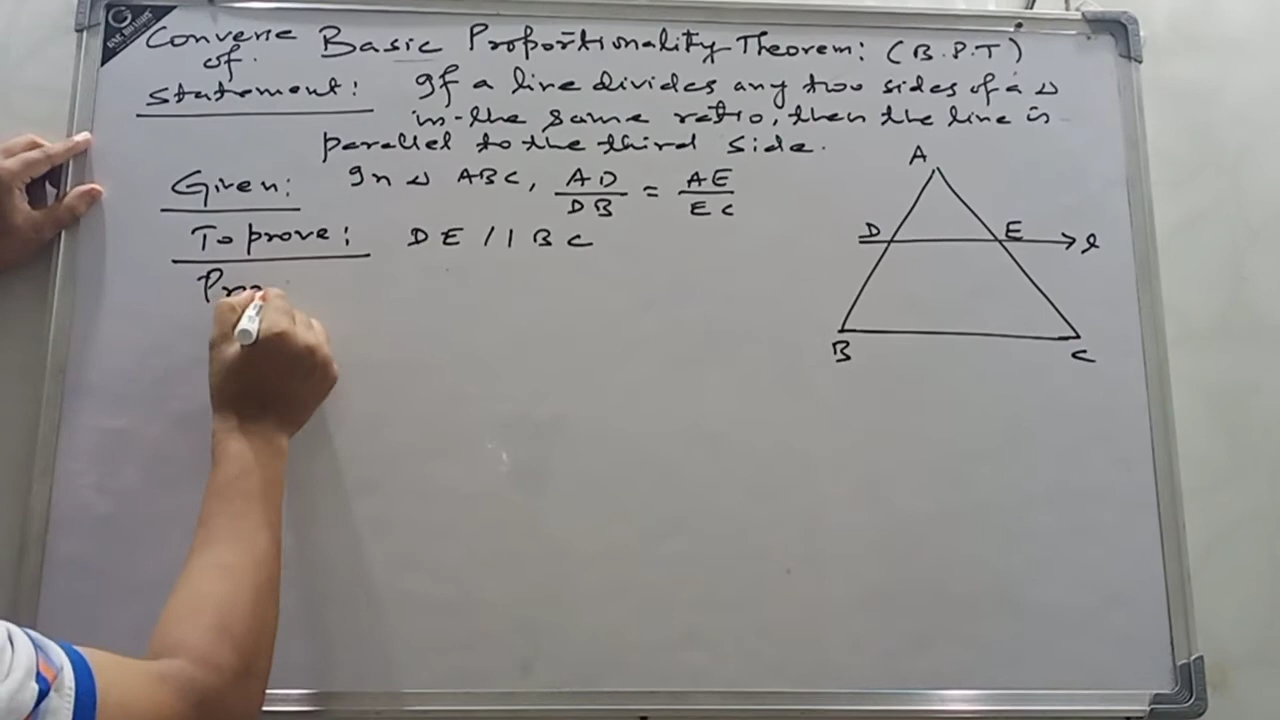 Converse Basic Proportionality Theorem: (B.P.T)
of
Statement: If a line divides any two sides of a △
in the same ratio, then the line is
parallel to the third side.
Given: In △ ABC, AD/DB = AE/EC
To prove: DE || BC
A
D E l
B C